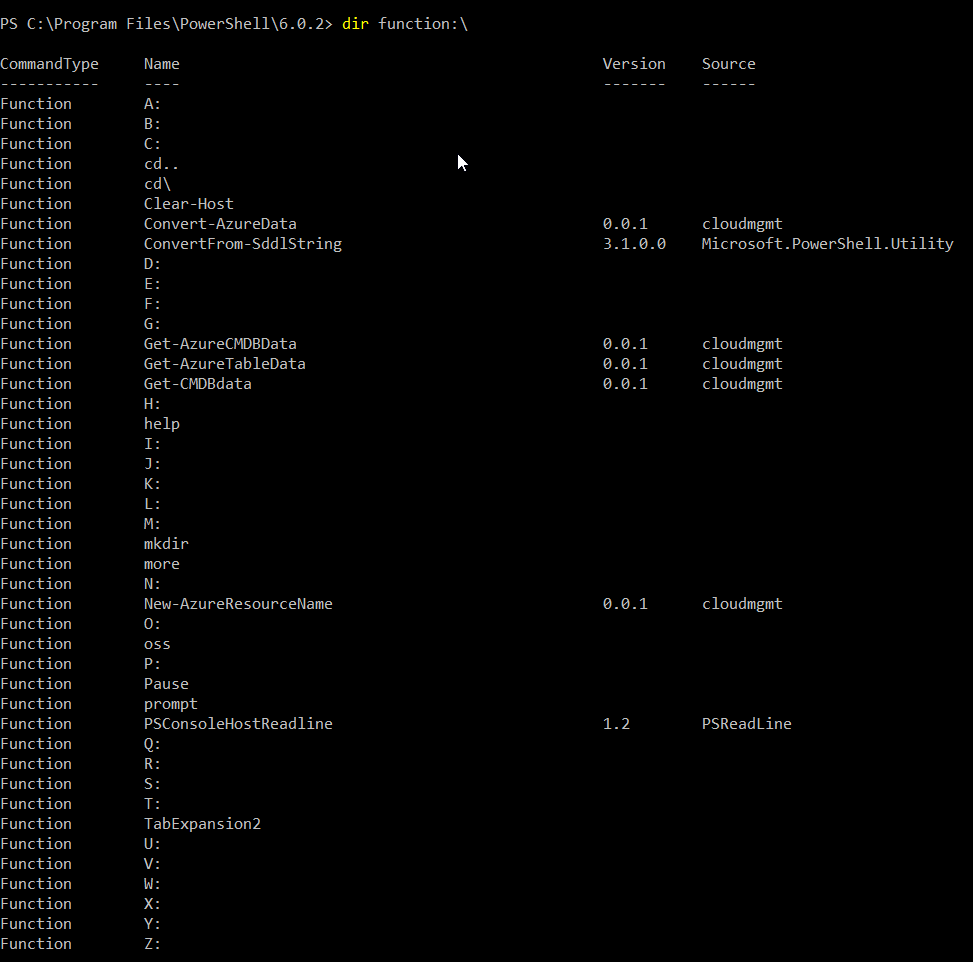 PS C:\Program Files\PowerShell\6.0.2> dir function:\
CommandType     Name                                               Version    Source
-----------     ----                                               -------    ------
Function        A:
Function        B:
Function        C:
Function        cd..
Function        cd\
Function        Clear-Host
Function        Convert-AzureData                                  0.0.1      cloudmgmt
Function        ConvertFrom-SddlString                             3.1.0.0    Microsoft.PowerShell.Utility
Function        D:
Function        E:
Function        F:
Function        G:
Function        Get-AzureCMDBData                                  0.0.1      cloudmgmt
Function        Get-AzureTableData                                 0.0.1      cloudmgmt
Function        Get-CMDBdata                                       0.0.1      cloudmgmt
Function        H:
Function        help
Function        I:
Function        J:
Function        K:
Function        L:
Function        M:
Function        mkdir
Function        more
Function        N:
Function        New-AzureResourceName                              0.0.1      cloudmgmt
Function        O:
Function        oss
Function        P:
Function        Pause
Function        prompt
Function        PSConsoleHostReadline                              1.2        PSReadLine
Function        Q:
Function        R:
Function        S:
Function        T:
Function        TabExpansion2
Function        U:
Function        V:
Function        W:
Function        X:
Function        Y:
Function        Z: